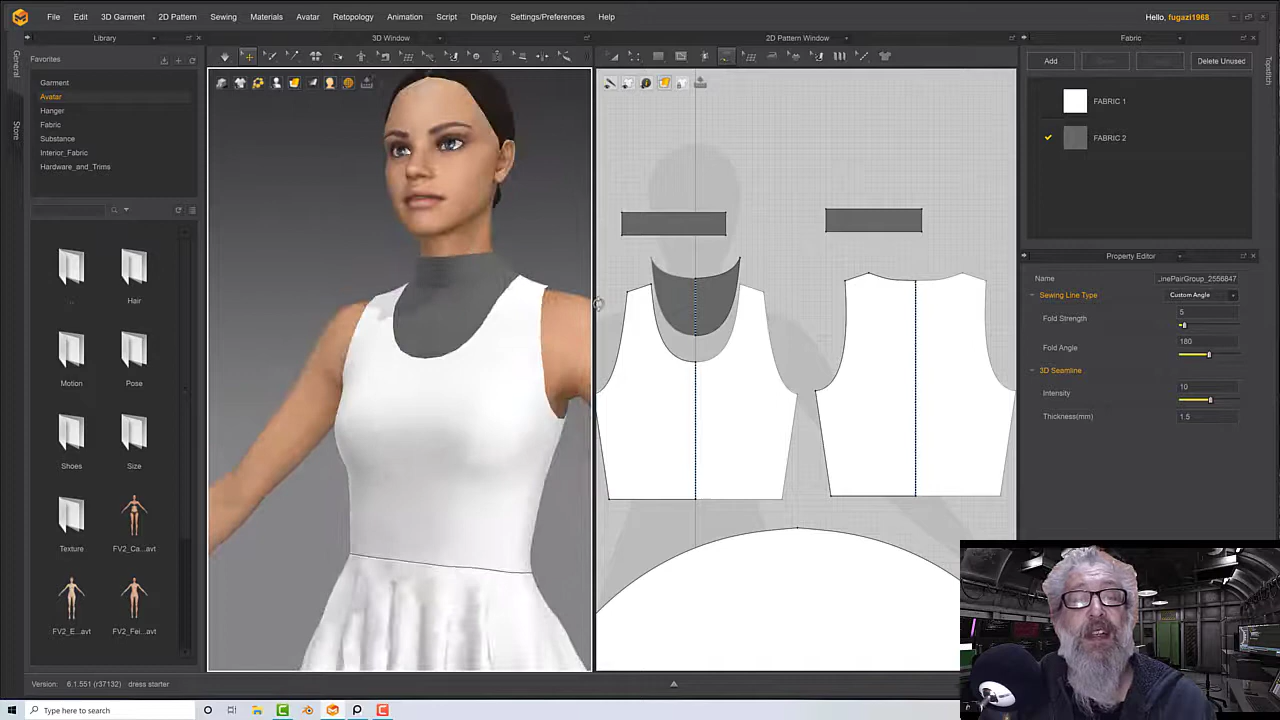 File Edit 3D Garment 2D Pattern Sewing Materials Avatar Retopology Animation Script Display Settings/Preferences Help
Hello, fugazi1968
Library
3D Window
2D Pattern Window
Fabric
General
Store
Topstitch
Favorites
Garment
Avatar
Hanger
Fabric
Substance
Interior_Fabric
Hardware_and_Trims
..
Hair
Motion
Pose
Shoes
Size
Texture
FV2_Ca...avt
FV2_E...avt
FV2_Fei...avt
Add
Delete Unused
FABRIC 1
FABRIC 2
Property Editor
Name
..inePairGroup_2556847
Sewing Line Type
Custom Angle
Fold Strength
5
Fold Angle
180
3D Seamline
Intensity
10
Thickness(mm)
1.5
Version: 6.1.551 (r37132) dress starter
Type here to search